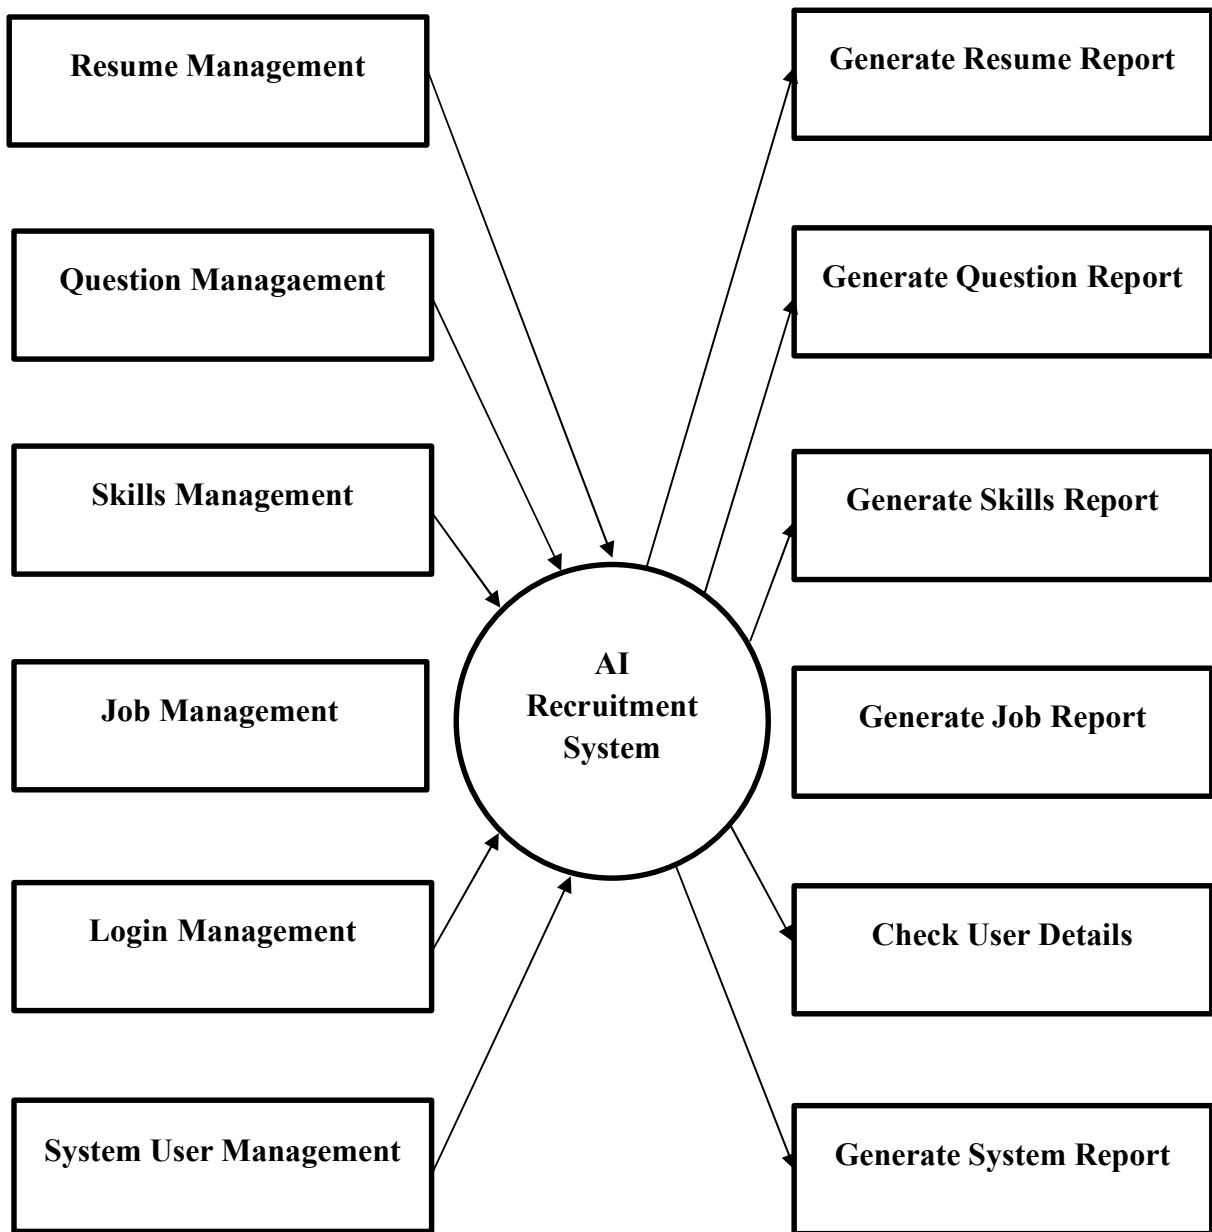 Resume Management
Question Managaement
Skills Management
Job Management
Login Management
System User Management
AI
Recruitment
System
Generate Resume Report
Generate Question Report
Generate Skills Report
Generate Job Report
Check User Details
Generate System Report